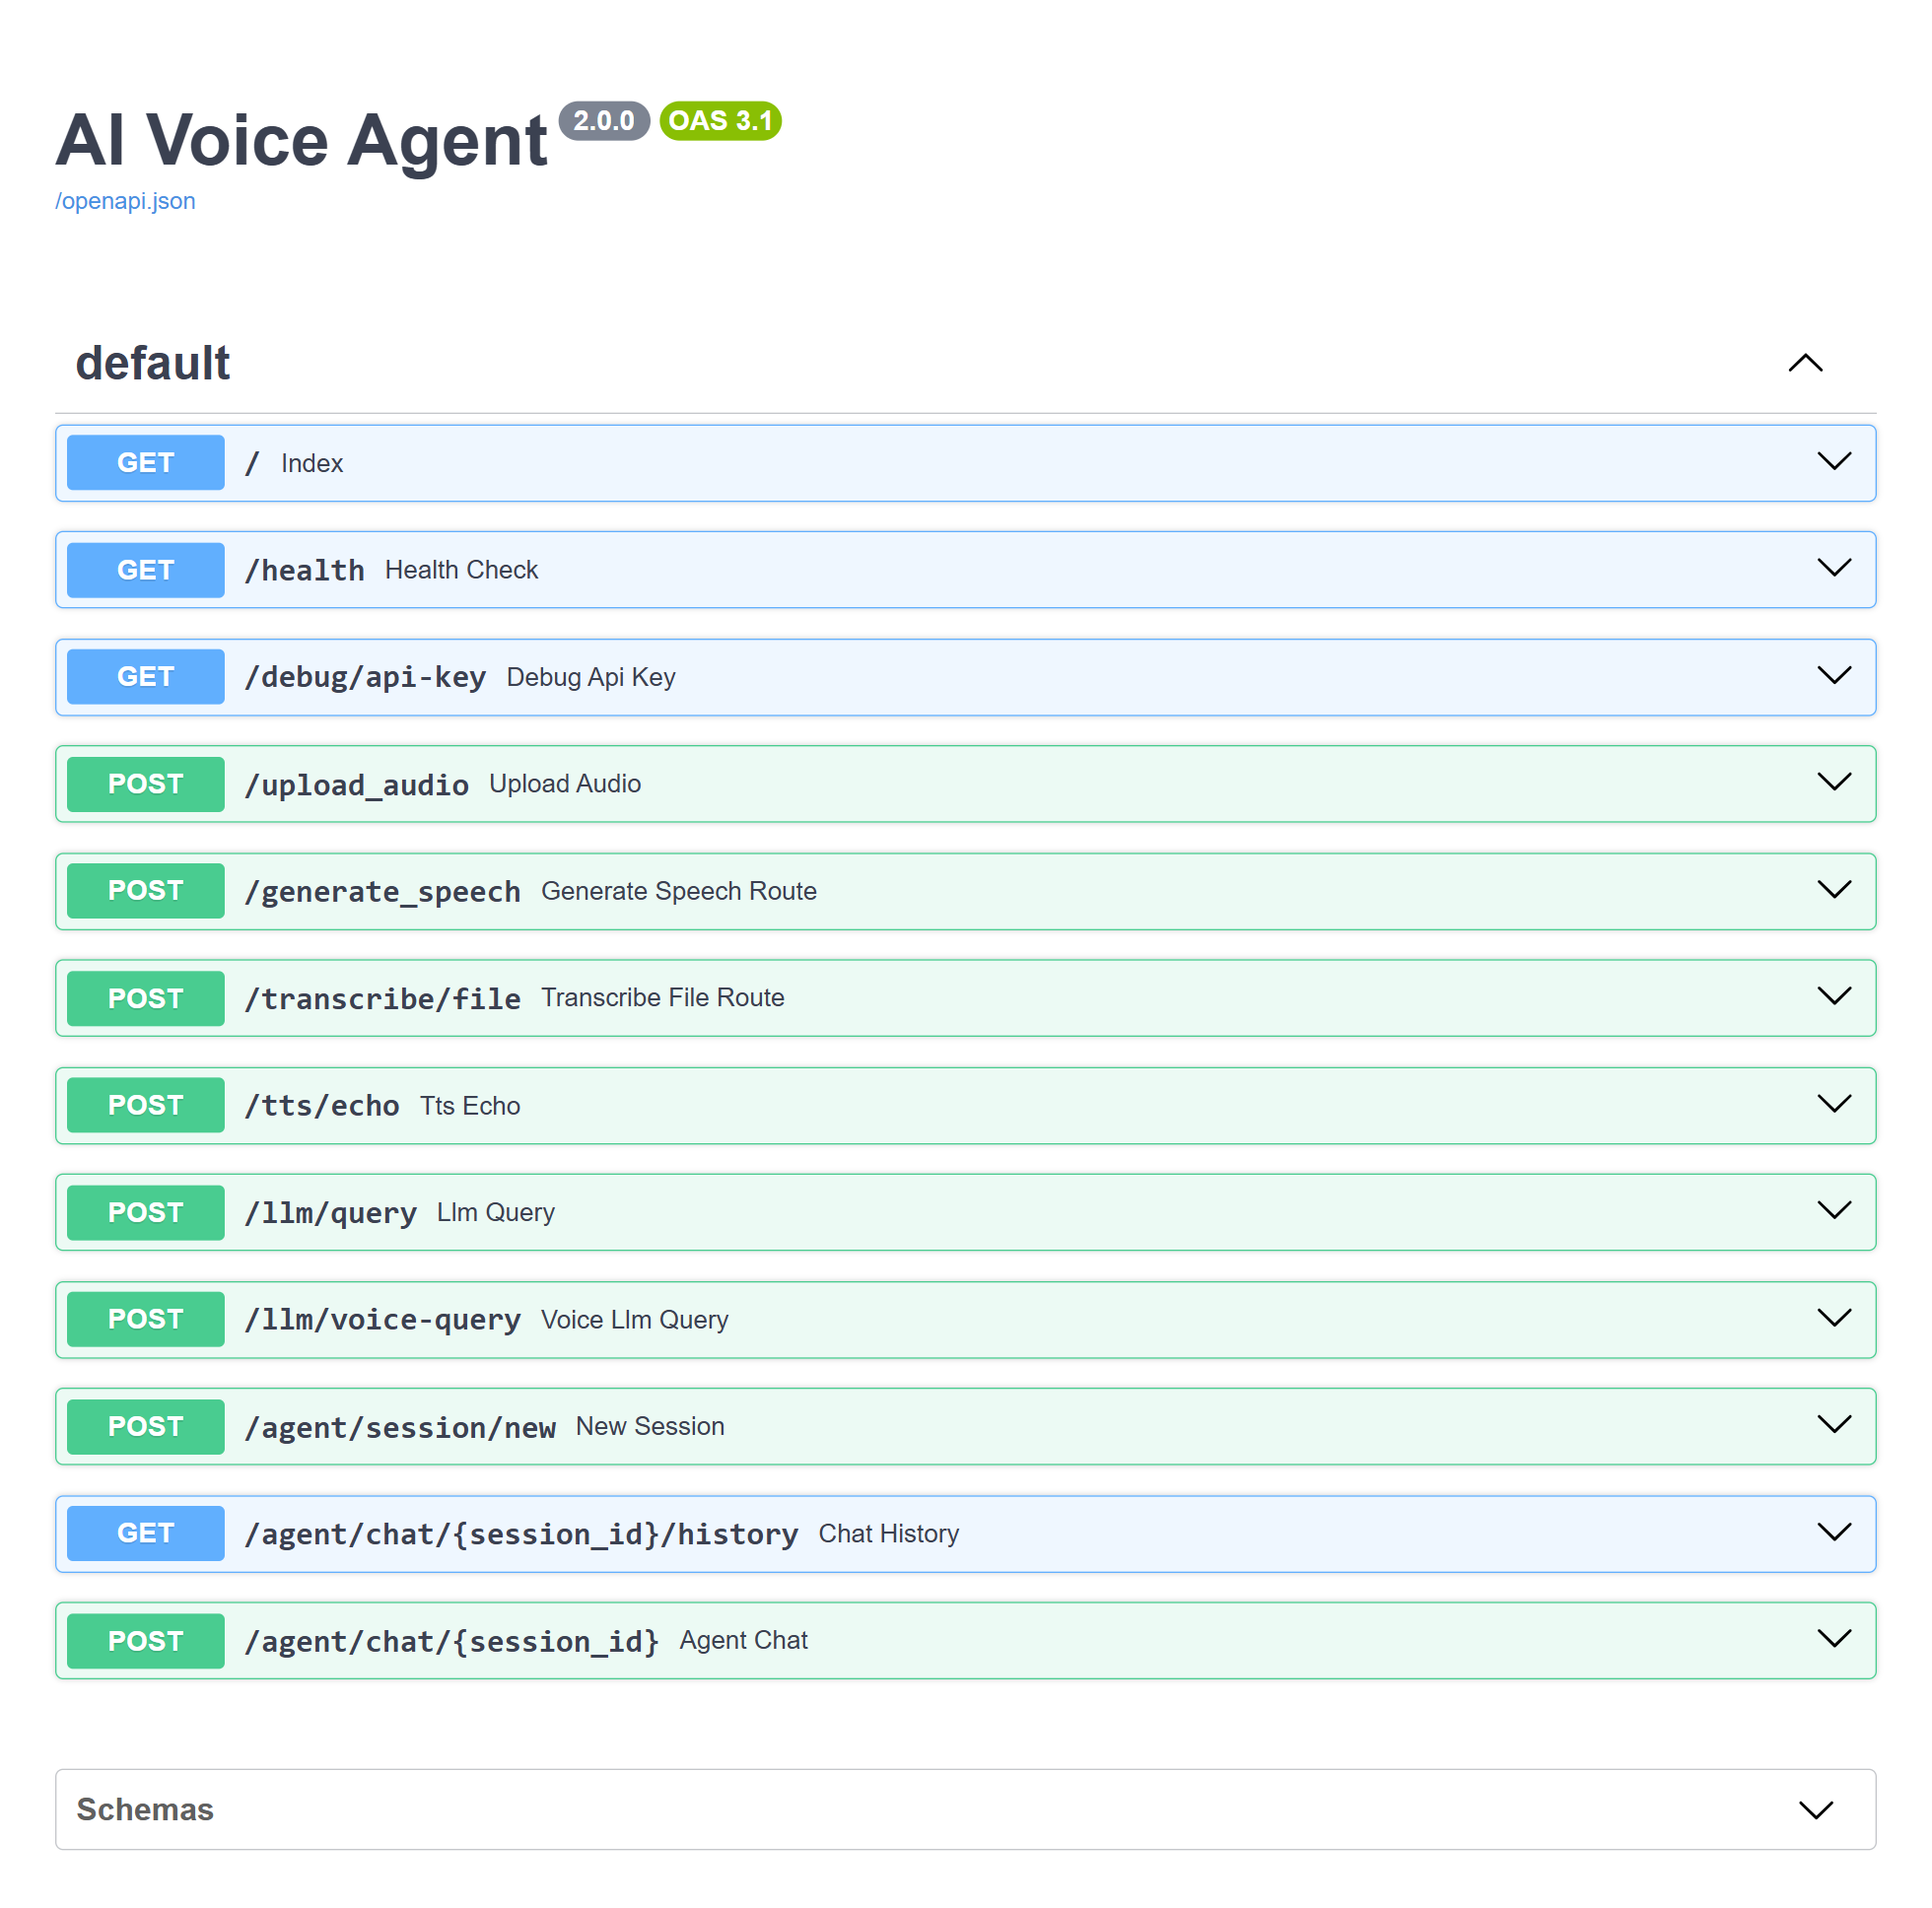 AI Voice Agent 2.0.0 OAS 3.1
/openapi.json
default
GET / Index
GET /health Health Check
GET /debug/api-key Debug Api Key
POST /upload_audio Upload Audio
POST /generate_speech Generate Speech Route
POST /transcribe/file Transcribe File Route
POST /tts/echo Tts Echo
POST /llm/query Llm Query
POST /llm/voice-query Voice Llm Query
POST /agent/session/new New Session
GET /agent/chat/{session_id}/history Chat History
POST /agent/chat/{session_id} Agent Chat
Schemas